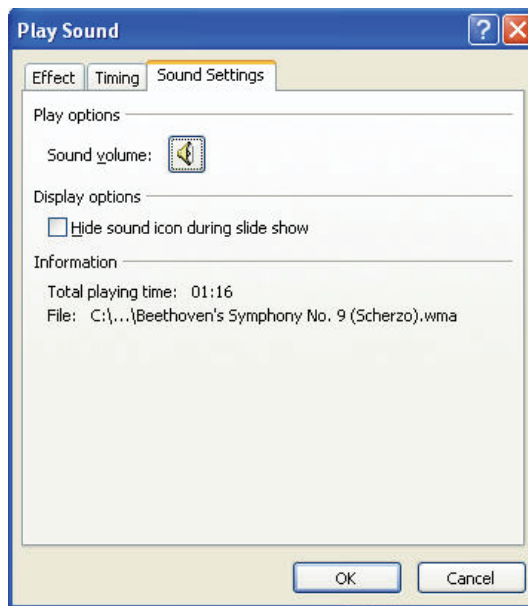 Play Sound
Effect Timing Sound Settings
Play options
Sound volume:
Display options
Hide sound icon during slide show
Information
Total playing time: 01:16
File: C:\...\Beethoven's Symphony No. 9 (Scherzo).wma
OK Cancel